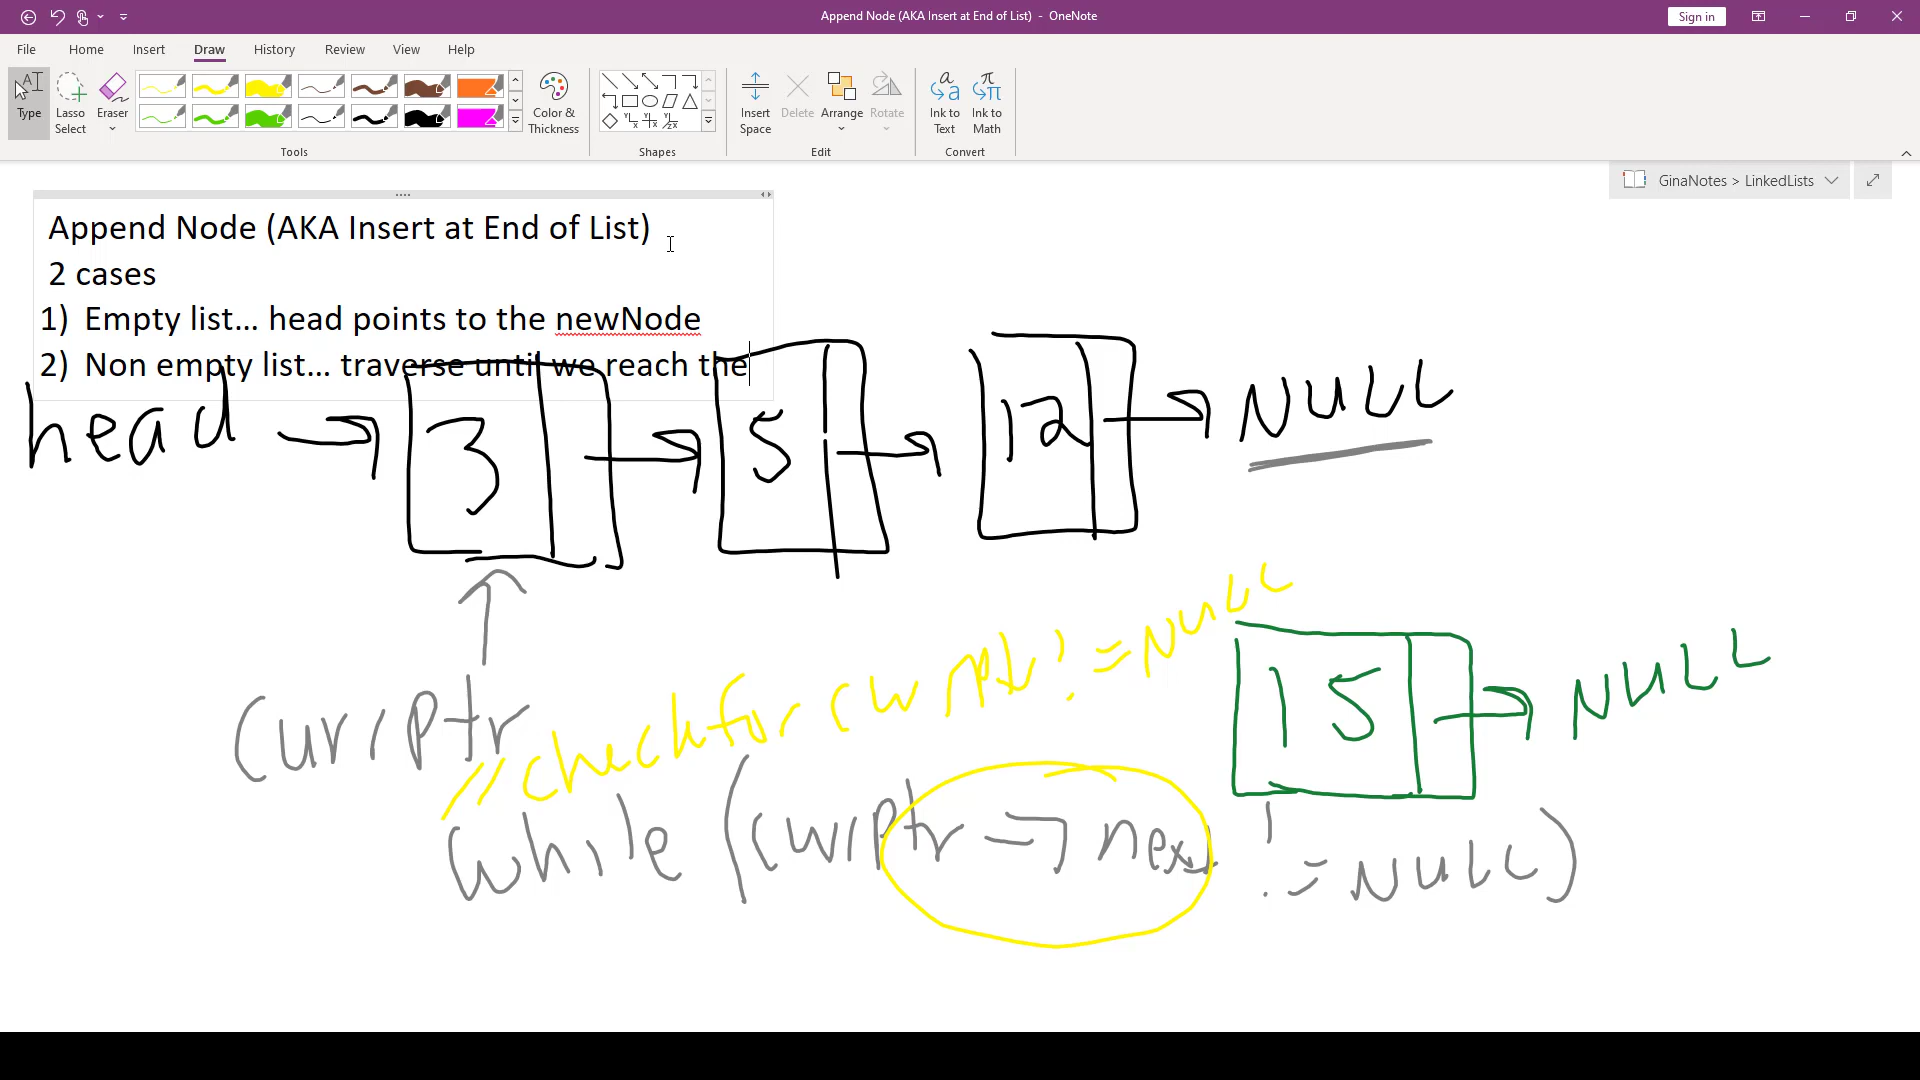 Append Node (AKA Insert at End of List) - OneNote
Sign in
File Home Insert Draw History Review View Help
Type
Lasso Select
Eraser
Color & Thickness
Insert Space
Delete
Arrange
Rotate
Ink to Text
Ink to Math
Tools Shapes Edit Convert
GinaNotes > LinkedLists
Append Node (AKA Insert at End of List)
2 cases
1) Empty list... head points to the newNode
2) Non empty list... traverse until we reach the
head 3 5 12 NULL
15 NULL
currptr
//check for currptr != NULL
while (currptr -> next != NULL)